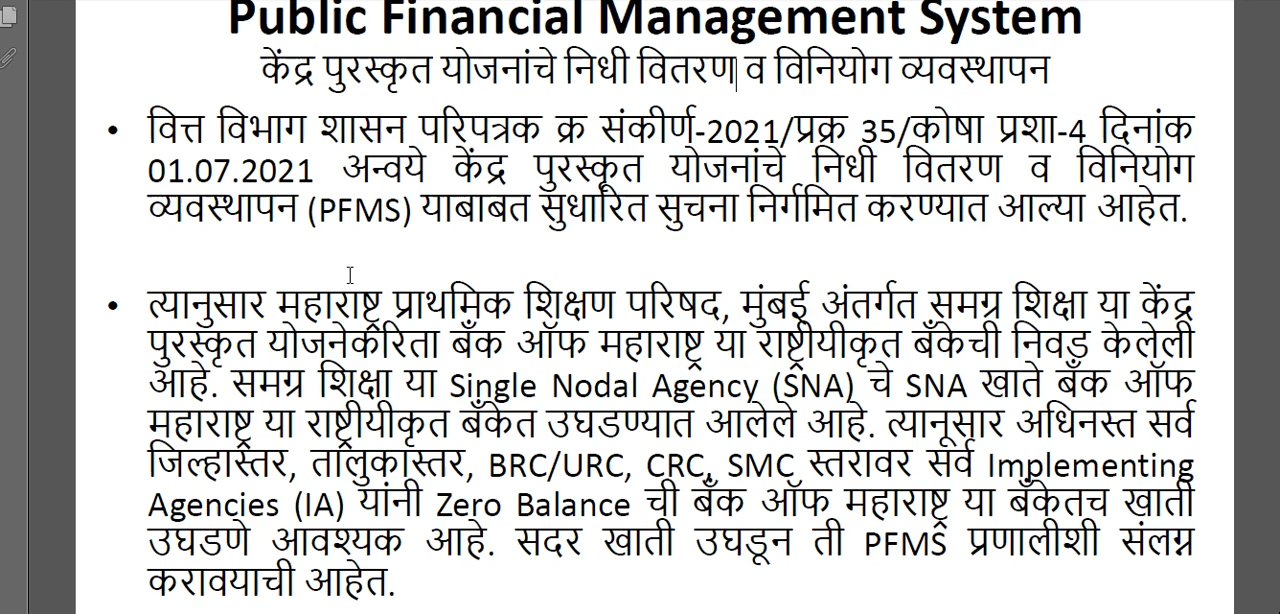 Public Financial Management System
केंद्र पुरस्कृत योजनांचे निधी वितरण व विनियोग व्यवस्थापन
• वित्त विभाग शासन परिपत्रक क्र संकीर्ण-2021/प्रक्र 35/कोषा प्रशा-4 दिनांक
01.07.2021 अन्वये केंद्र पुरस्कृत योजनांचे निधी वितरण व विनियोग
व्यवस्थापन (PFMS) याबाबत सुधारित सुचना निर्गमित करण्यात आल्या आहेत.
• त्यानुसार महाराष्ट्र प्राथमिक शिक्षण परिषद, मुंबई अंतर्गत समग्र शिक्षा या केंद्र
पुरस्कृत योजनेकरिता बँक ऑफ महाराष्ट्र या राष्ट्रीयीकृत बँकेची निवड केलेली
आहे. समग्र शिक्षा या Single Nodal Agency (SNA) चे SNA खाते बँक ऑफ
महाराष्ट्र या राष्ट्रीयीकृत बँकेत उघडण्यात आलेले आहे. त्यानूसार अधिनस्त सर्व
जिल्हास्तर, तालुकास्तर, BRC/URC, CRC, SMC स्तरावर सर्व Implementing
Agencies (IA) यांनी Zero Balance ची बँक ऑफ महाराष्ट्र या बँकेतच खाती
उघडणे आवश्यक आहे. सदर खाती उघडून ती PFMS प्रणालीशी संलग्न
करावयाची आहेत.